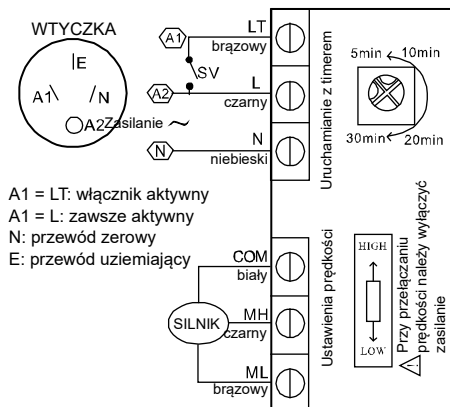 WTYCZKA
E
A1
N
A2
Zasilanie ~
A1
LT
brązowy
SV
A2
L
czarny
N
N
niebieski
Uruchamianie z timerem
5min
10min
30min
20min
A1 = LT: włącznik aktywny
A1 = L: zawsze aktywny
N: przewód zerowy
E: przewód uziemiający
COM
biały
SILNIK
MH
czarny
ML
brązowy
Ustawienia prędkości
HIGH
LOW
Przy przełączaniu
prędkości należy wyłączyć
zasilanie